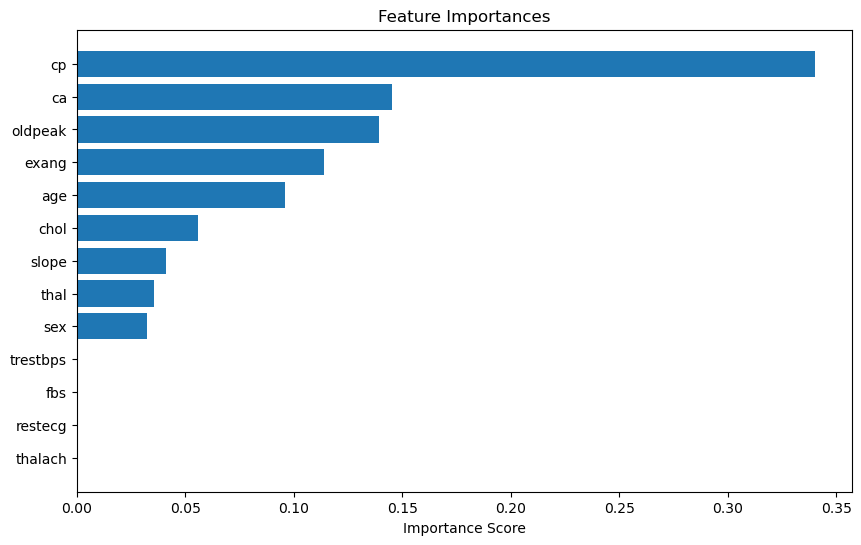 Feature Importances
cp
ca
oldpeak
exang
age
chol
slope
thal
sex
trestbps
fbs
restecg
thalach
0.00 0.05 0.10 0.15 0.20 0.25 0.30 0.35
Importance Score